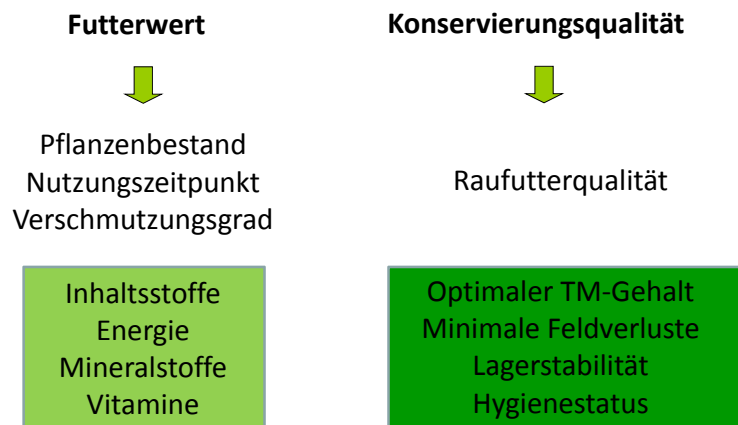 Futterwert
Pflanzenbestand
Nutzungszeitpunkt
Verschmutzungsgrad
Inhaltsstoffe
Energie
Mineralstoffe
Vitamine
Konservierungsqualität
Raufutterqualität
Optimaler TM-Gehalt
Minimale Feldverluste
Lagerstabilität
Hygienestatus